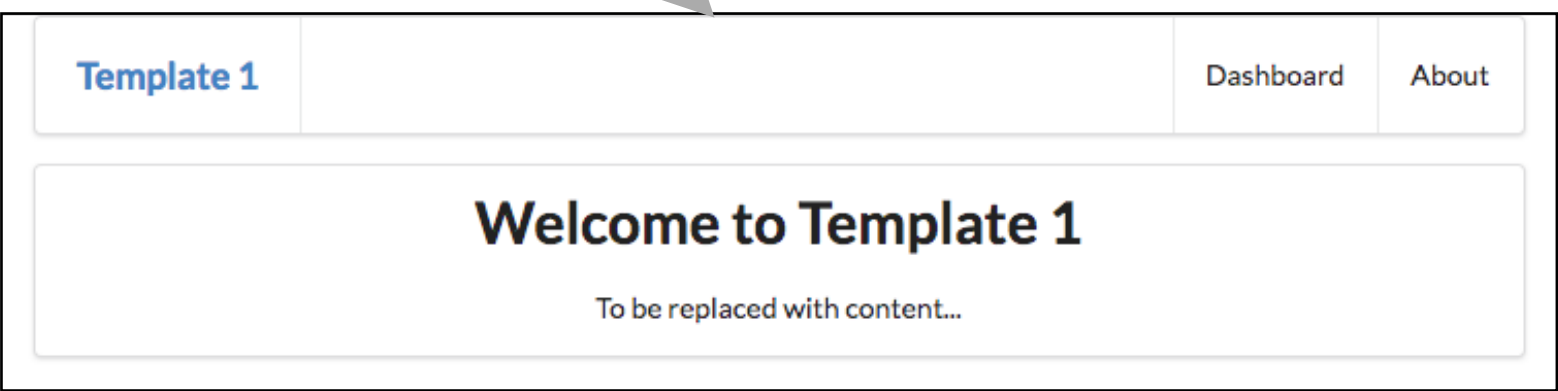 Template 1
Dashboard
About
Welcome to Template 1
To be replaced with content...